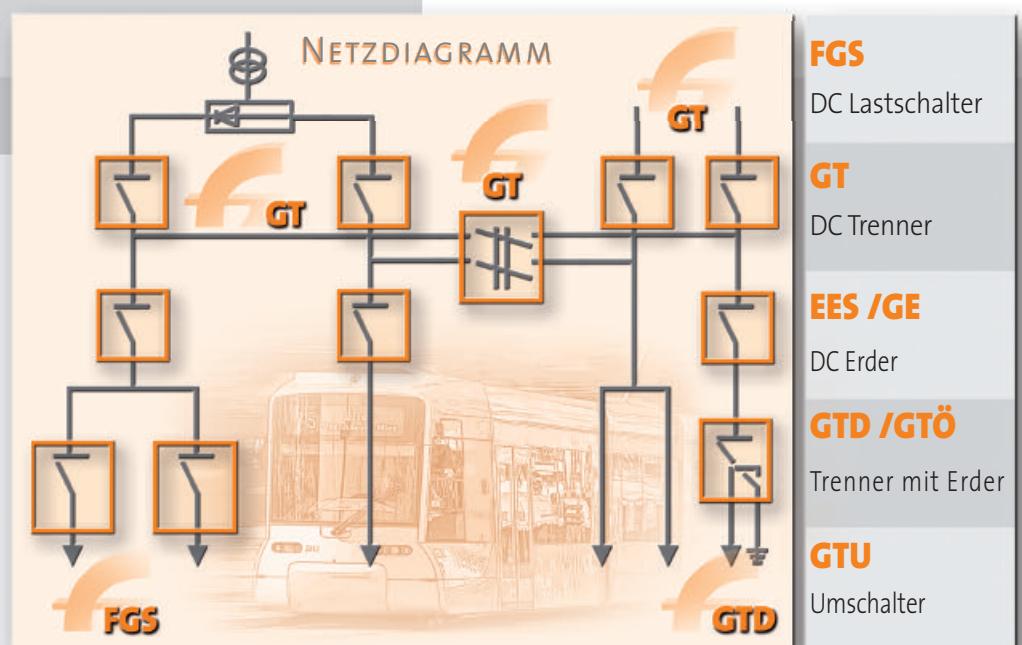 NETZDIAGRAMM
GT
GT
GT
FGS
GTD
FGS
DC Lastschalter
GT
DC Trenner
EES /GE
DC Erder
GTD /GTÖ
Trenner mit Erder
GTU
Umschalter